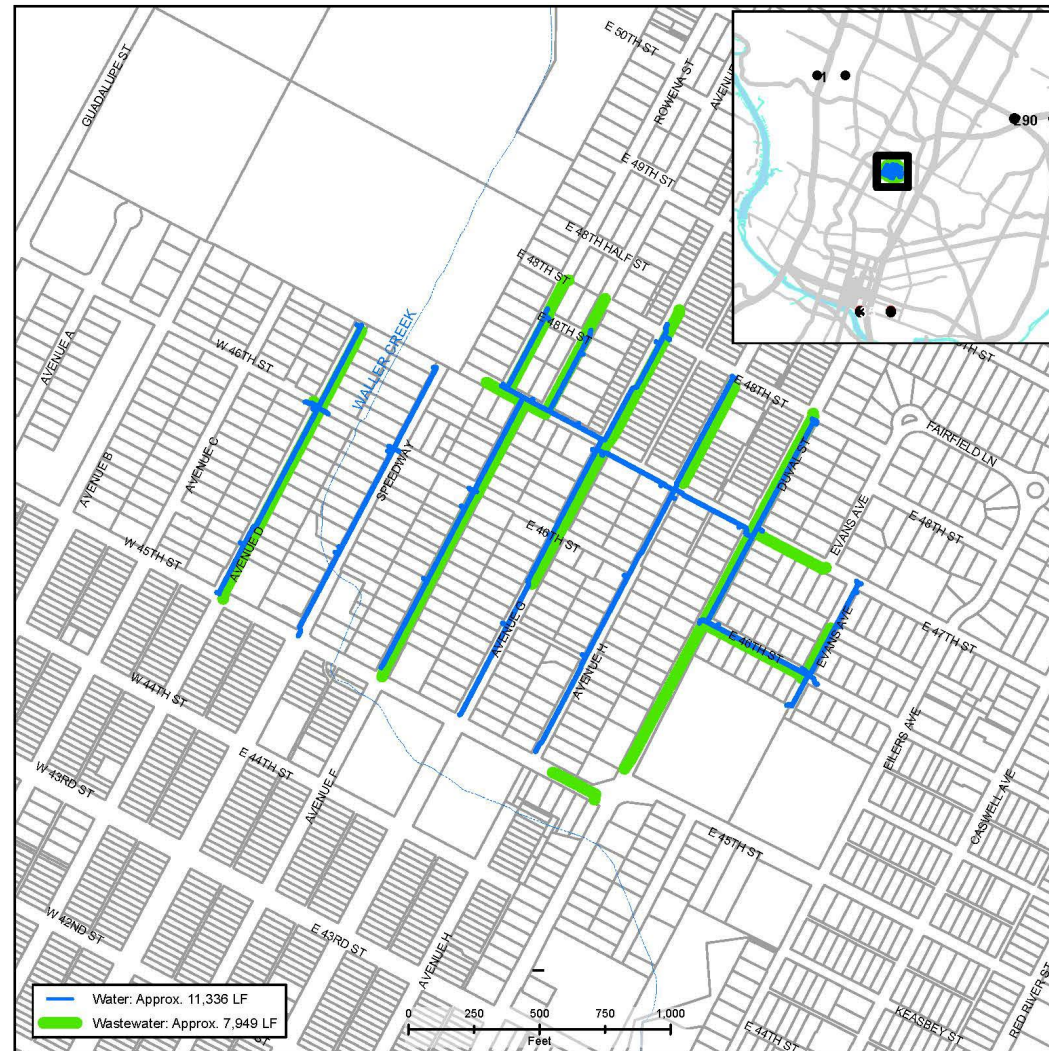 E 50TH ST
GUADALUPE ST
ROWENA ST
AVENUE
E 49TH ST
E 48TH HALF ST
E 48TH ST
E 48TH ST
AVENUE A
W 46TH ST
WALLER CREEK
E 48TH ST
FAIRFIELD LN
AVENUE C
AVENUE B
SPEEDWAY
DUVAL ST
EVANS AVE
E 48TH ST
W 45TH ST
AVENUE D
E 46TH ST
AVENUE G
E 47TH ST
E 46TH ST
EVANS AVE
AVENUE H
W 44TH ST
EILERS AVE
E 44TH ST
W 43RD ST
AVENUE F
CASWELL AVE
E 45TH ST
W 42ND ST
E 43RD ST
AVENUE H
RED RIVER ST
KEASBEY ST
E 44TH ST
Water: Approx. 11,336 LF
Wastewater: Approx. 7,949 LF
0 250 500 750 1,000
Feet